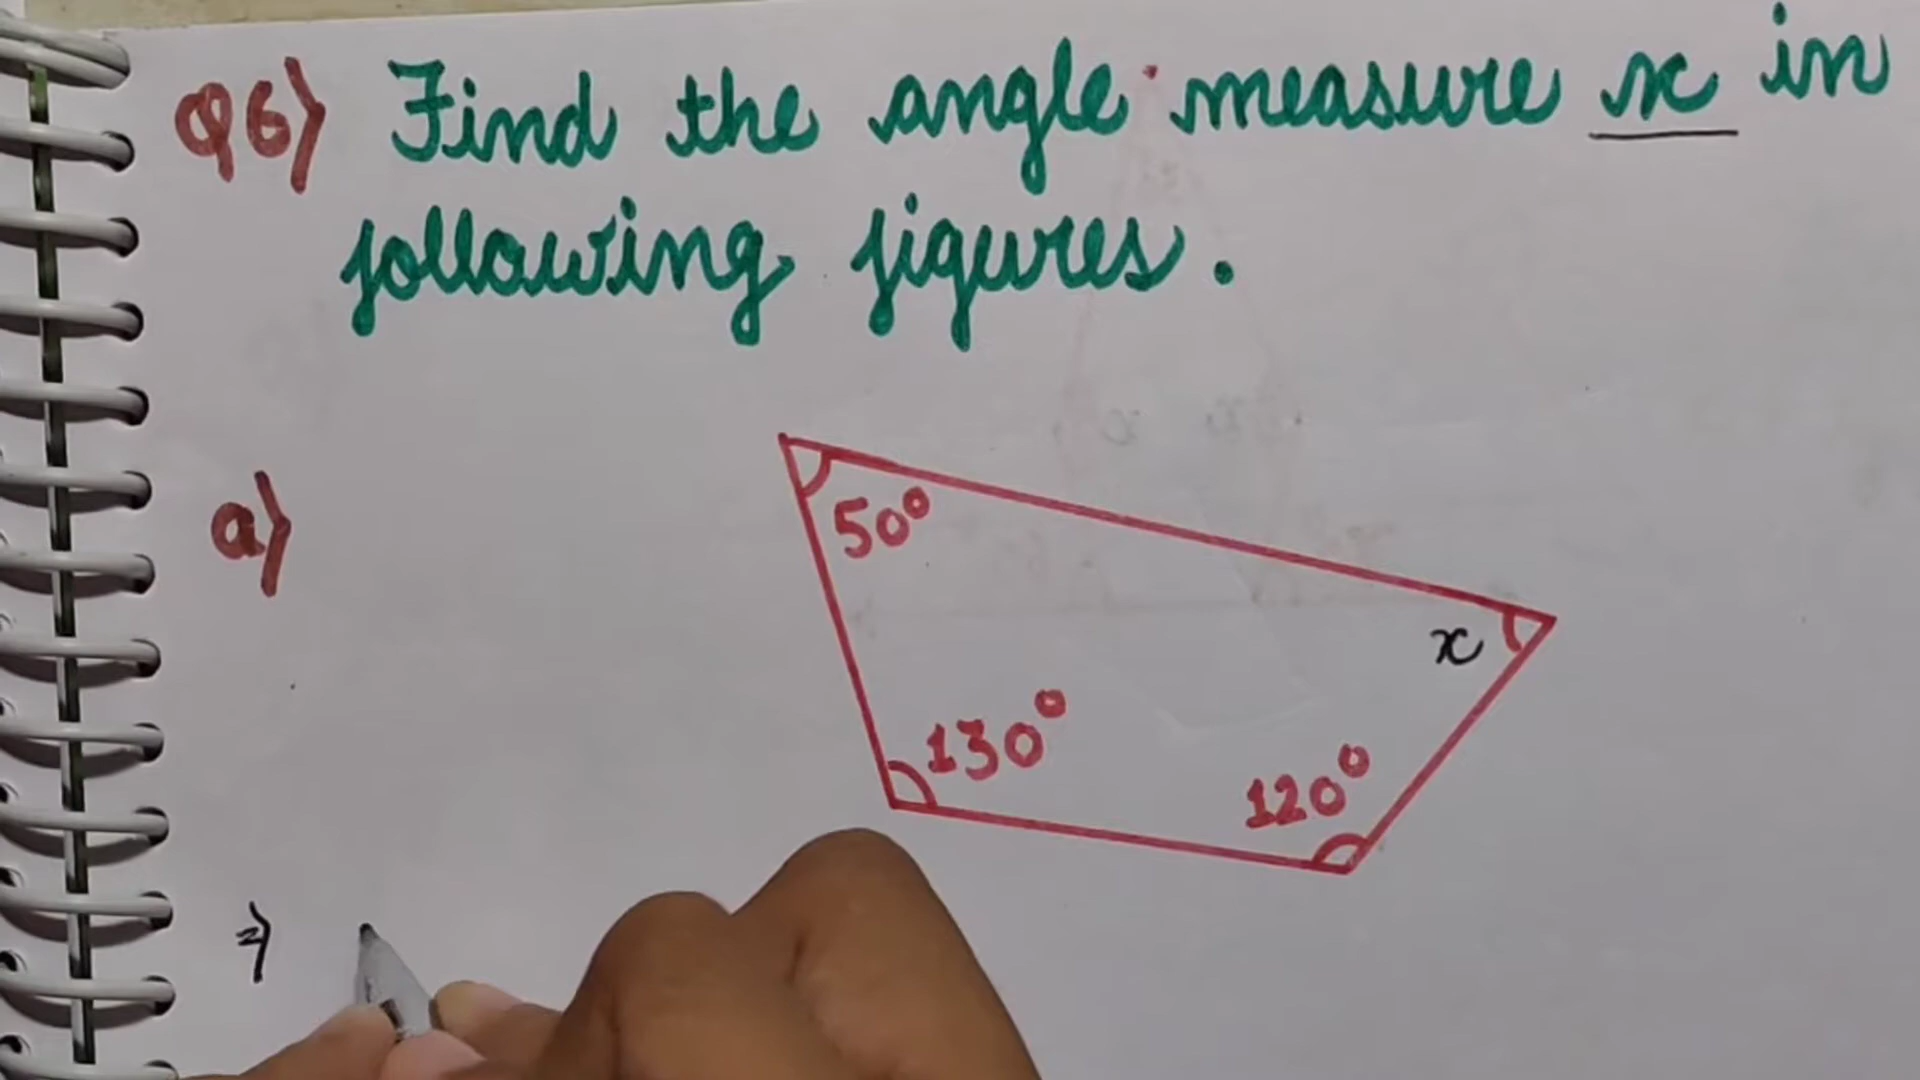 Q6) Find the angle measure x in
following figures.
a)
50°
x
130°
120°
⇒